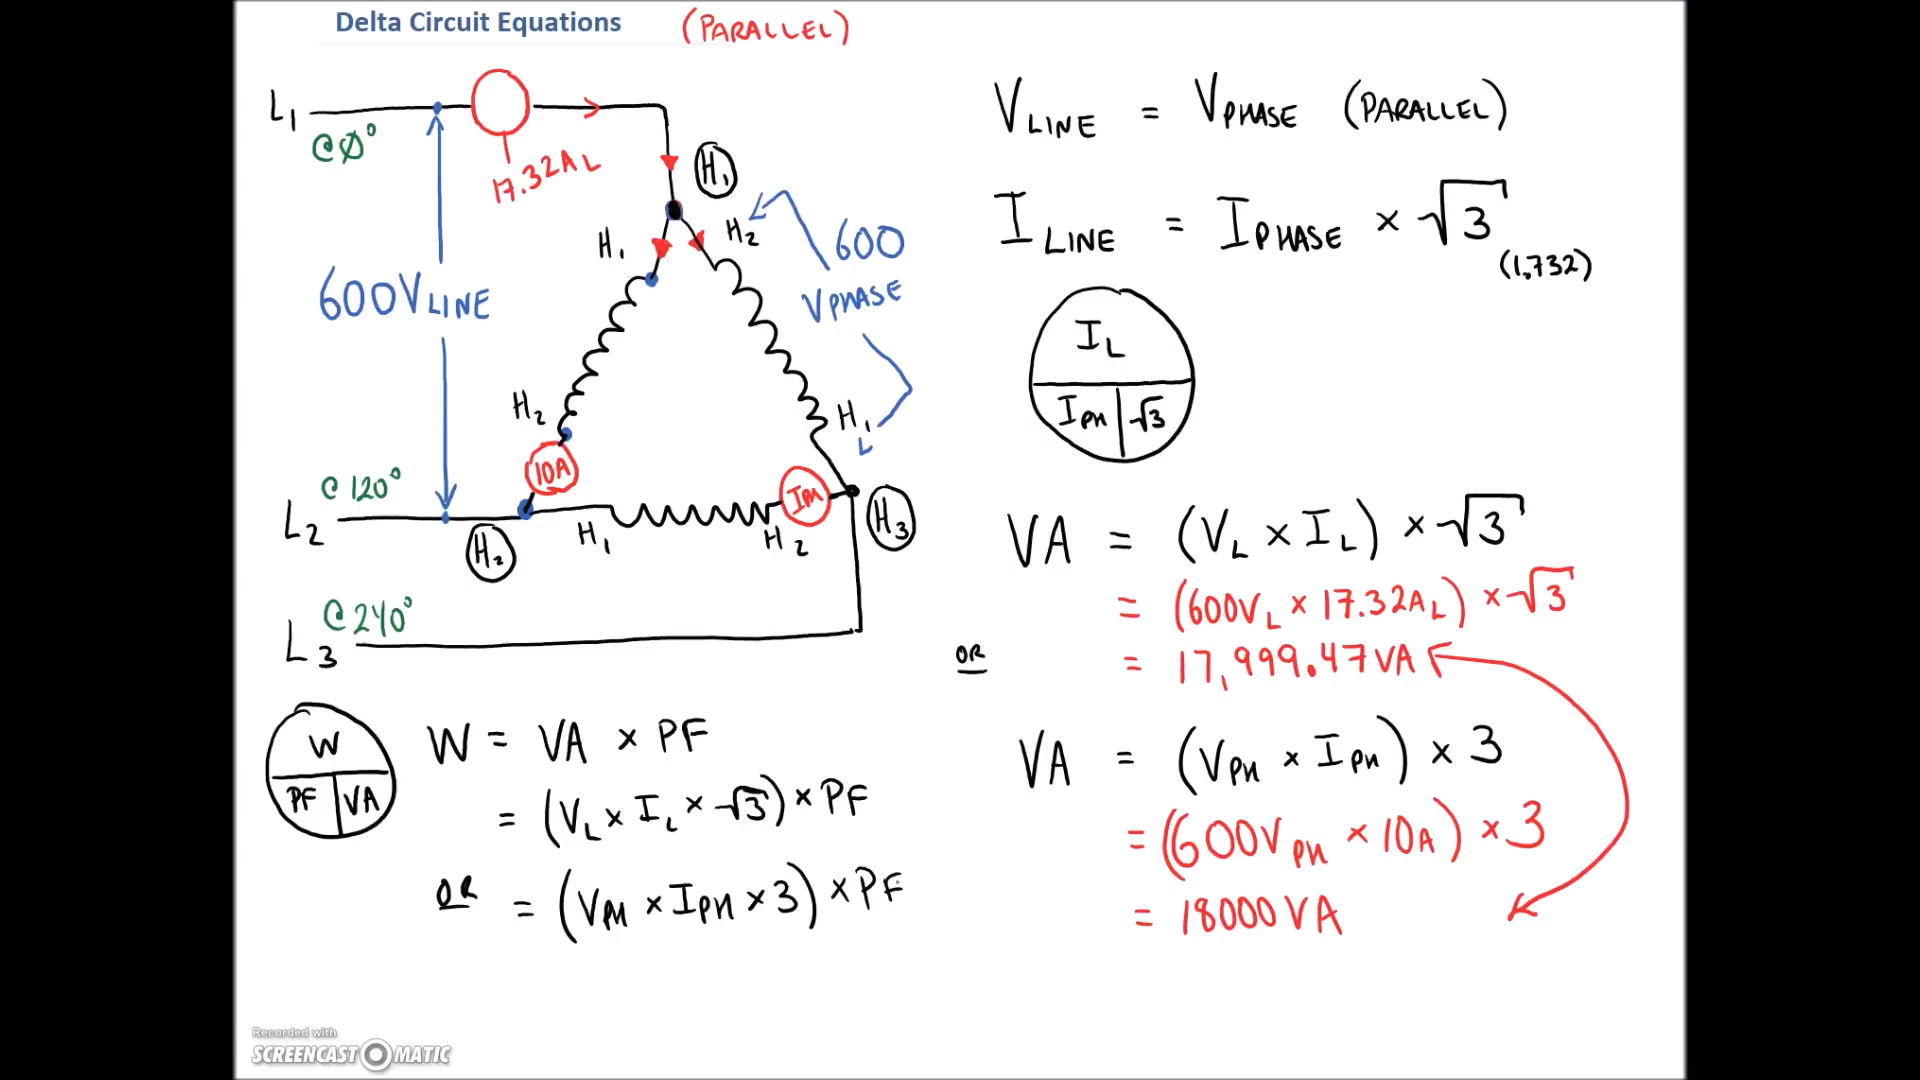 Delta Circuit Equations (PARALLEL)
L1
@0°
17.32AL
H1
H1
H2
600
VPHASE
600VLINE
H2
H1
10A
@120°
L2
H2
H1
H2
IPH
H3
@240°
L3
W
PF VA
W = VA × PF
= (VL × IL × √3) × PF
OR = (VPH × IPH × 3) × PF
VLINE = VPHASE (PARALLEL)
ILINE = IPHASE × √3
(1.732)
IL
IPH √3
VA = (VL × IL) × √3
= (600VL × 17.32AL) × √3
OR
= 17,999.47VA
VA = (VPH × IPH) × 3
= (600VPH × 10A) × 3
= 18000VA
Recorded with
SCREENCAST MATIC